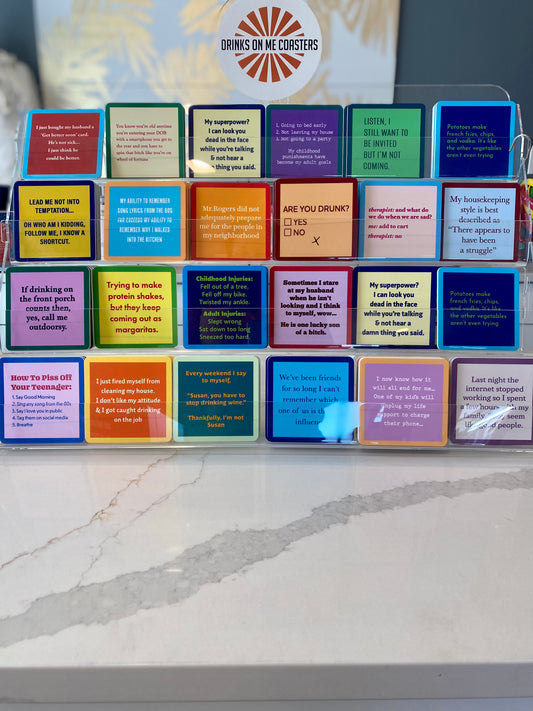 DRINKS ON ME COASTERS
I just bought my husband a
'Get better soon' card.
He's not sick...
I just think he
could be better.
You know you're old anytime
you're entering your DOB
with a smartphone you get to
the year and you have to
spin that bitch like you're on
wheel of fortune
My superpower?
I can look you
dead in the face
while you're talking
& not hear a
damn thing you said.
1. Going to bed early
2. Not leaving my house
3. Not going to a party
My childhood
punishments have
become my adult goals
LISTEN, I
STILL WANT TO
BE INVITED
BUT I'M NOT
COMING.
Potatoes make
french fries, chips,
and vodka. It's like
the other vegetables
aren't even trying
LEAD ME NOT INTO
TEMPTATION...
OH WHO AM I KIDDING,
FOLLOW ME, I KNOW A
SHORTCUT.
MY ABILITY TO REMEMBER
SONG LYRICS FROM THE 80S
FAR EXCEED MY ABILITY TO
REMEMBER WHY I WALKED
INTO THE KITCHEN
Mr.Rogers did not
adequately prepare
me for the people in
my neighborhood
ARE YOU DRUNK?
YES
NO
X
therapist: and what do
we do when we are sad?
me: add to cart
therapist: no
My housekeeping
style is best
described as
"There appears to
have been
a struggle"
If drinking on
the front porch
counts then,
yes, call me
outdoorsy.
Trying to make
protein shakes,
but they keep
coming out as
margaritas.
Childhood Injuries:
Fell out of a tree.
Fell off my bike.
Twisted my ankle.
Adult Injuries:
Slept wrong
Sat down too long
Sneezed too hard.
Sometimes I stare
at my husband
when he isn't
looking and I think
to myself, wow...
He is one lucky son
of a bitch.
My superpower?
I can look you
dead in the face
while you're talking
& not hear a
damn thing you said.
Potatoes make
french fries, chips,
and vodka. It's like
the other vegetables
aren't even trying
How To Piss Off
Your Teenager:
1. Say Good Morning
2. Sing any song from the 80s
3. Say I love you in public
4. Say them on social media
5. Breathe
I just fired myself from
cleaning my house.
I don't like my attitude
& I got caught drinking
on the job
Every weekend I say
to myself,
"Susan, you have to
stop drinking wine."
Thankfully, I'm not
Susan
We've been friends
for so long I can't
remember which
one of us is the
influence
I now know how it
will all end for me...
One of my kids will
unplug my life
support to charge
their phone...
Last night the
internet stopped
working so I spent
a few hours with my
family. They seem
like good people.